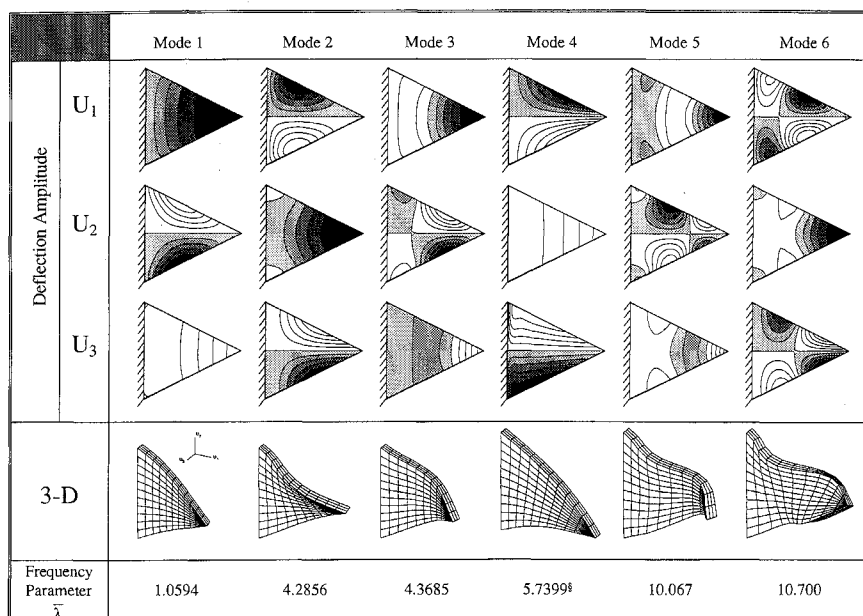 Mode 1 Mode 2 Mode 3 Mode 4 Mode 5 Mode 6
Deflection Amplitude
U₁
U₂
U₃
3-D
Frequency Parameter λ̄ 1.0594 4.2856 4.3685 5.7399§ 10.067 10.700